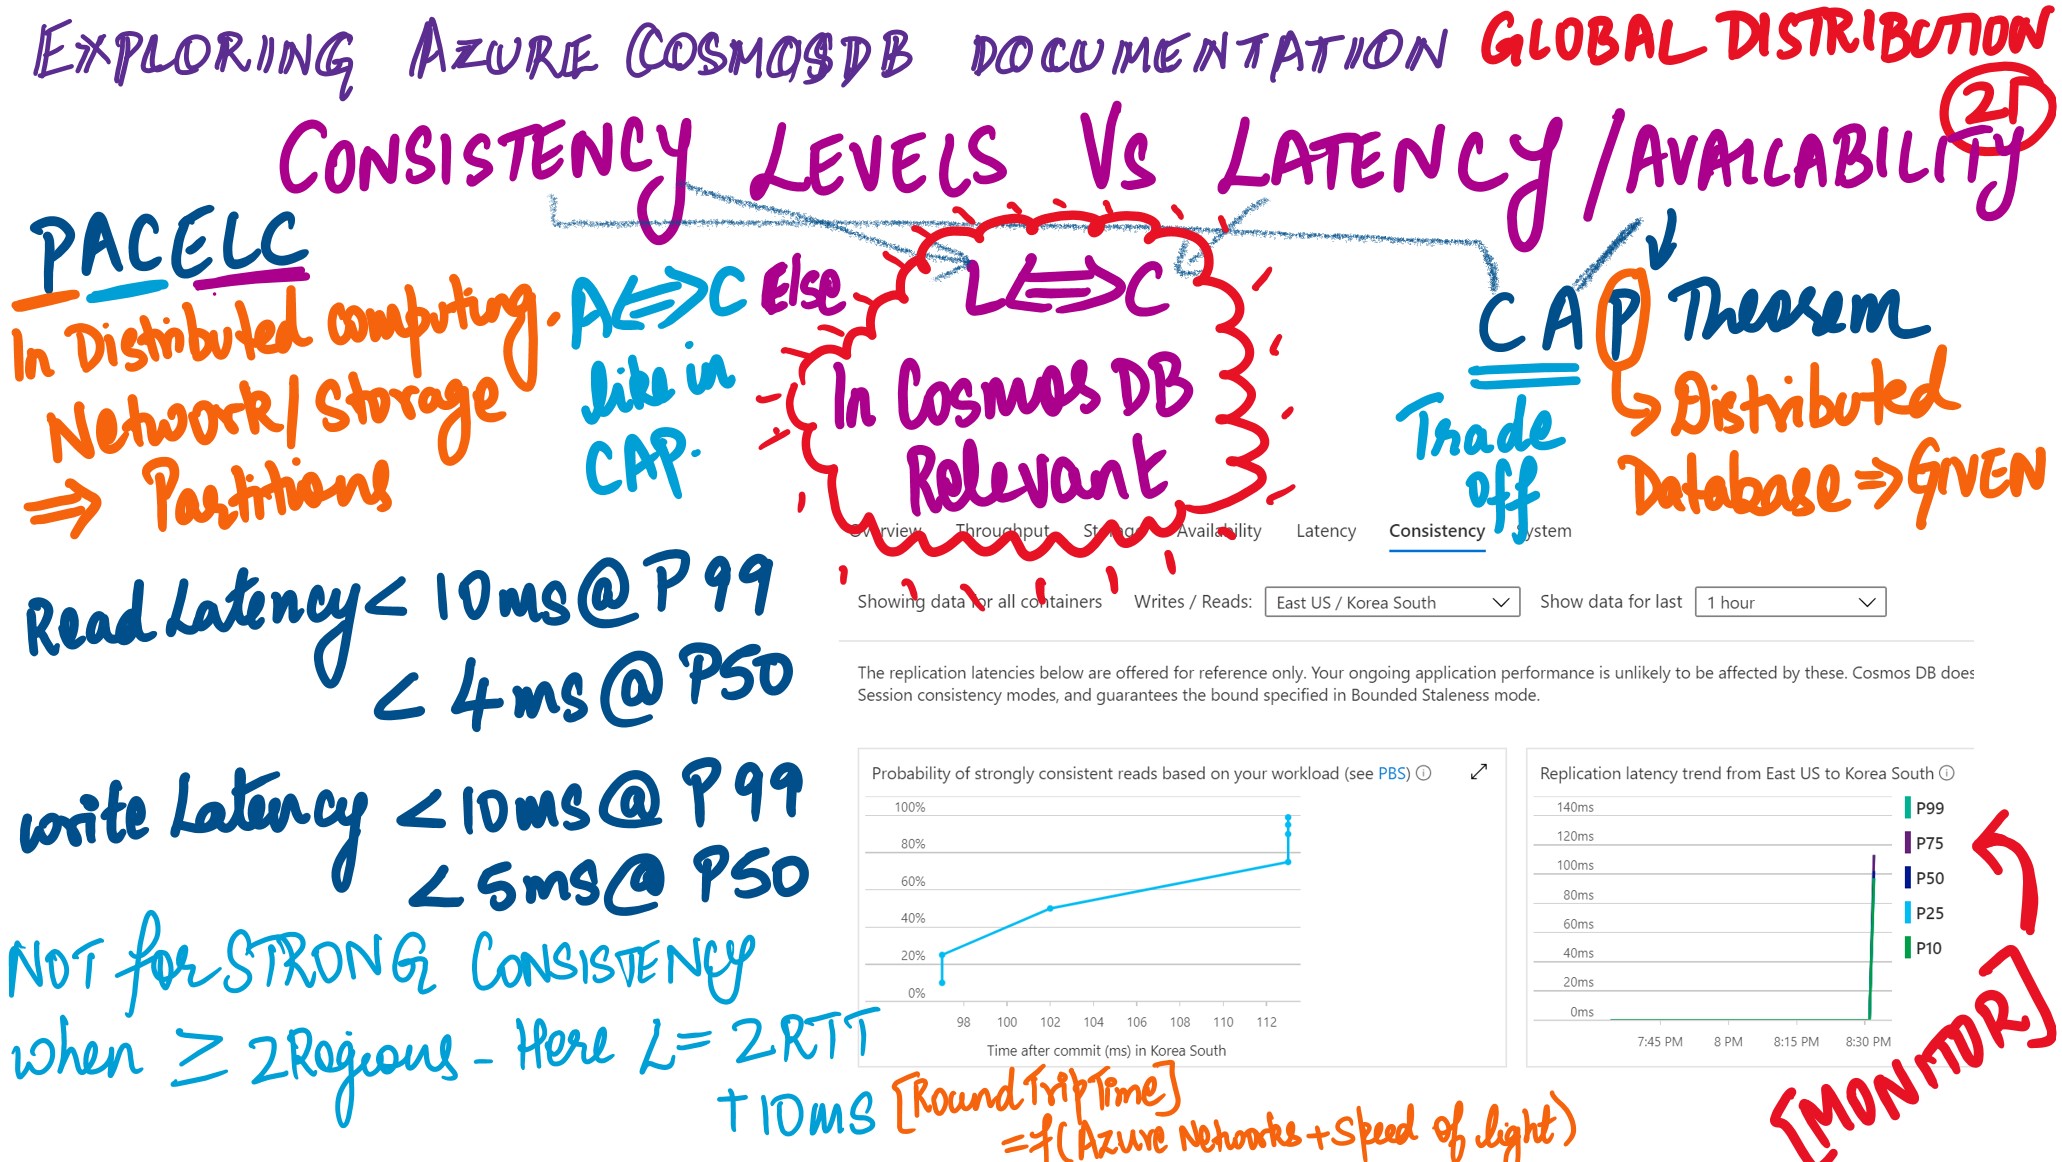 EXPLORING AZURE COSMOSDB DOCUMENTATION GLOBAL DISTRIBUTION
21
CONSISTENCY LEVELS Vs LATENCY / AVAILABILITY
PACELC
In Distributed computing.
Network/Storage
⇒ Partitions
A⇔C Else
like in
CAP.
L⇔C
In Cosmos DB
Relevant
CAP Theorem
Trade
off
Distributed
Database ⇒ GIVEN
Read Latency < 10ms @ P99
< 4ms @ P50
write Latency < 10ms @ P99
< 5ms @ P50
NOT for STRONG CONSISTENCY
when ≥ 2 Regions - Here L = 2RTT
+ 10ms
[Round Trip Time]
= f(Azure Networks + Speed of light)
Overview Throughput Storage Availability Latency Consistency System
Showing data for all containers Writes / Reads: East US / Korea South Show data for last 1 hour
The replication latencies below are offered for reference only. Your ongoing application performance is unlikely to be affected by these. Cosmos DB does
Session consistency modes, and guarantees the bound specified in Bounded Staleness mode.
Probability of strongly consistent reads based on your workload (see PBS)
100%
80%
60%
40%
20%
0%
98 100 102 104 106 108 110 112
Time after commit (ms) in Korea South
Replication latency trend from East US to Korea South
140ms
120ms
100ms
80ms
60ms
40ms
20ms
0ms
7:45 PM 8 PM 8:15 PM 8:30 PM
P99
P75
P50
P25
P10
[MONITOR]